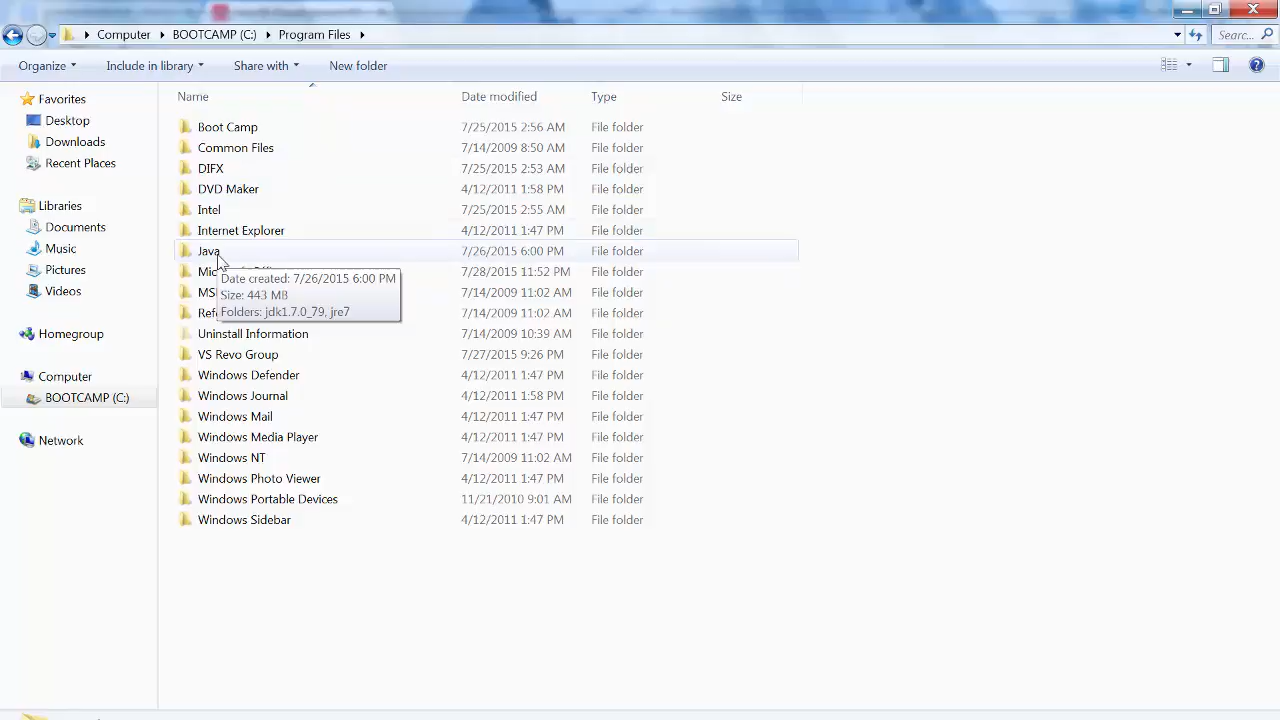 Computer BOOTCAMP (C:) Program Files Searc...
Organize Include in library Share with New folder
Name Date modified Type Size
Favorites
Desktop
Downloads
Recent Places
Libraries
Documents
Music
Pictures
Videos
Homegroup
Computer
BOOTCAMP (C:)
Network
Boot Camp 7/25/2015 2:56 AM File folder
Common Files 7/14/2009 8:50 AM File folder
DIFX 7/25/2015 2:53 AM File folder
DVD Maker 4/12/2011 1:58 PM File folder
Intel 7/25/2015 2:55 AM File folder
Internet Explorer 4/12/2011 1:47 PM File folder
Java 7/26/2015 6:00 PM File folder
7/28/2015 11:52 PM File folder
MS 7/14/2009 11:02 AM File folder
Ref 7/14/2009 11:02 AM File folder
Date created: 7/26/2015 6:00 PM
Size: 443 MB
Folders: jdk1.7.0_79, jre7
Uninstall Information 7/14/2009 10:39 AM File folder
VS Revo Group 7/27/2015 9:26 PM File folder
Windows Defender 4/12/2011 1:47 PM File folder
Windows Journal 4/12/2011 1:58 PM File folder
Windows Mail 4/12/2011 1:47 PM File folder
Windows Media Player 4/12/2011 1:47 PM File folder
Windows NT 7/14/2009 11:02 AM File folder
Windows Photo Viewer 4/12/2011 1:47 PM File folder
Windows Portable Devices 11/21/2010 9:01 AM File folder
Windows Sidebar 4/12/2011 1:47 PM File folder